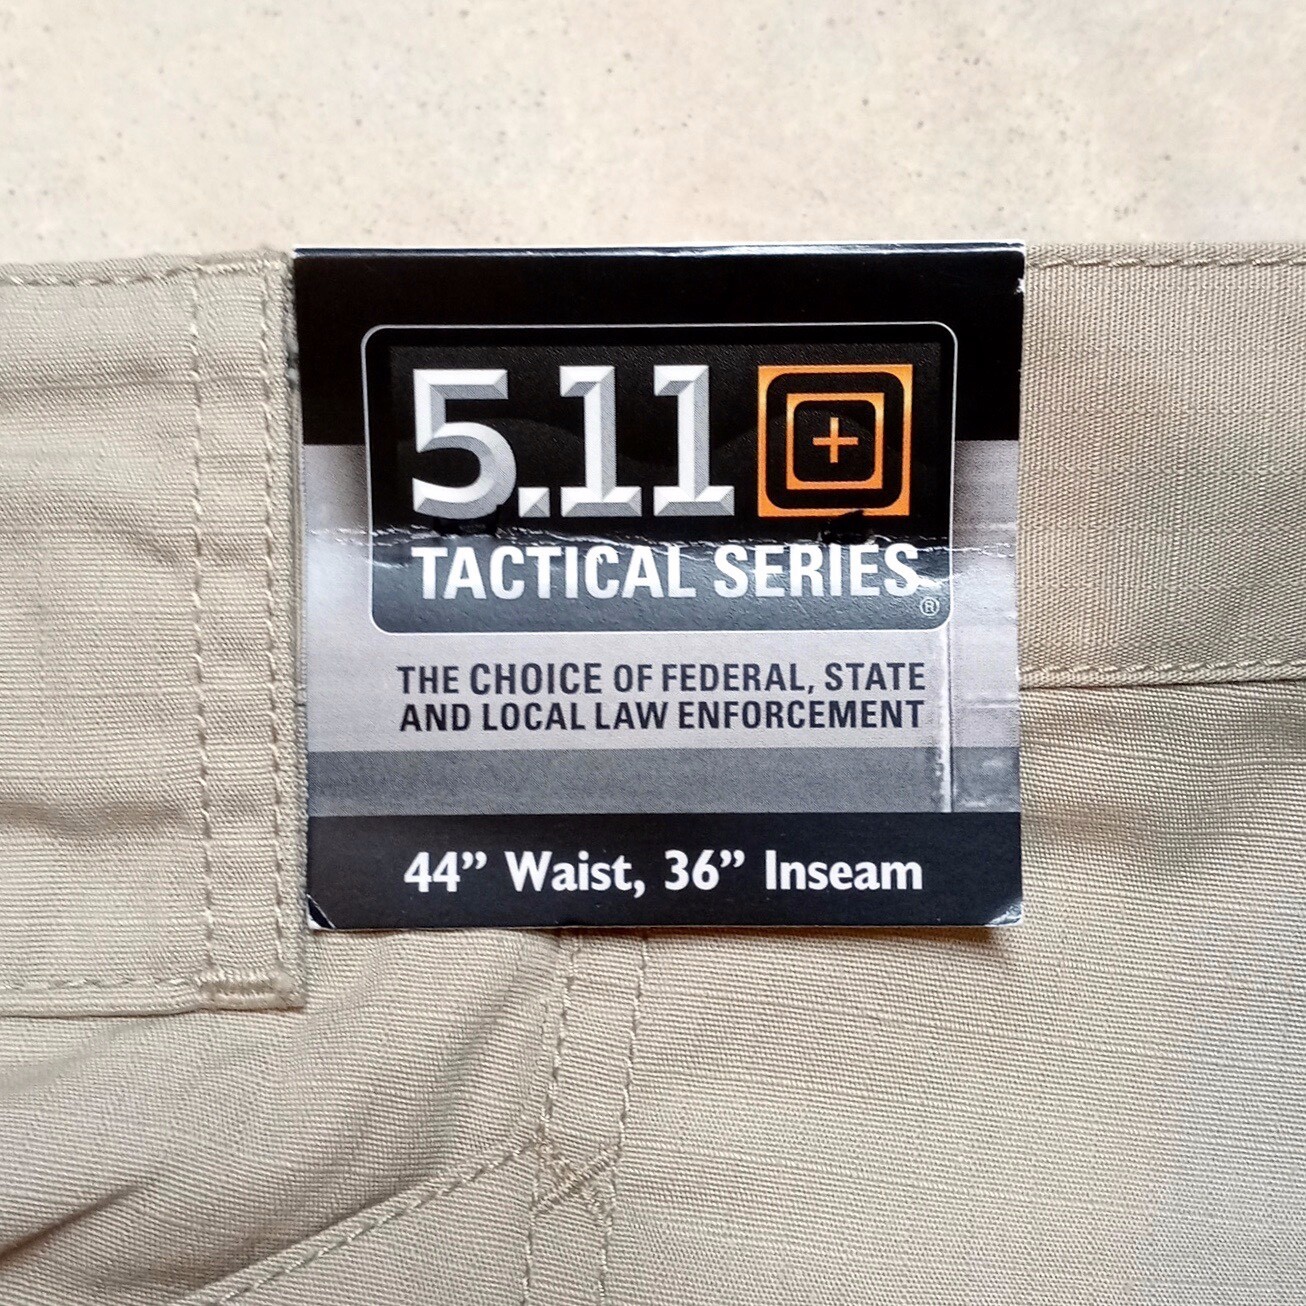 5.11
TACTICAL SERIES®
THE CHOICE OF FEDERAL, STATE
AND LOCAL LAW ENFORCEMENT
44” Waist, 36” Inseam